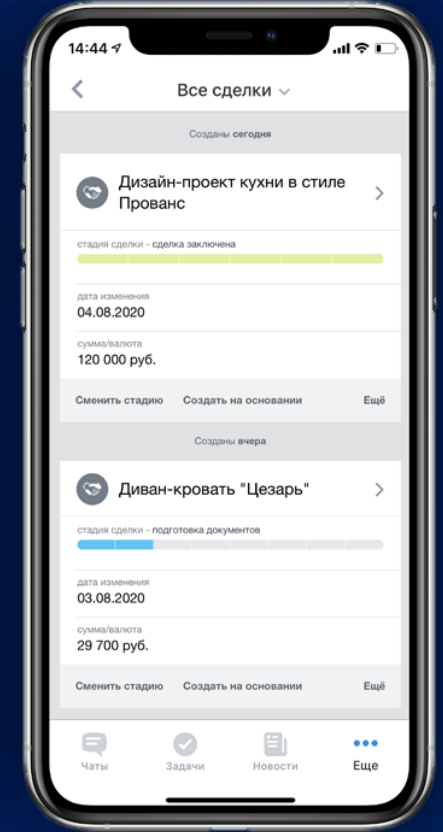 14:44
Все сделки
Созданы сегодня
Дизайн-проект кухни в стиле
Прованс
стадия сделки - сделка заключена
дата изменения
04.08.2020
сумма/валюта
120 000 руб.
Сменить стадию Создать на основании Ещё
Созданы вчера
Диван-кровать "Цезарь"
стадия сделки - подготовка документов
дата изменения
03.08.2020
сумма/валюта
29 700 руб.
Сменить стадию Создать на основании Ещё
Чаты Задачи Новости Еще